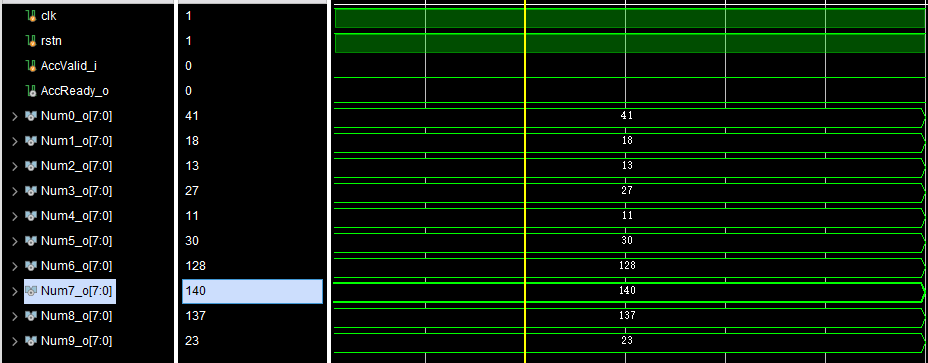 clk 1
rstn 1
AccValid_i 0
AccReady_o 0
Num0_o[7:0] 41 41
Num1_o[7:0] 18 18
Num2_o[7:0] 13 13
Num3_o[7:0] 27 27
Num4_o[7:0] 11 11
Num5_o[7:0] 30 30
Num6_o[7:0] 128 128
Num7_o[7:0] 140 140
Num8_o[7:0] 137 137
Num9_o[7:0] 23 23